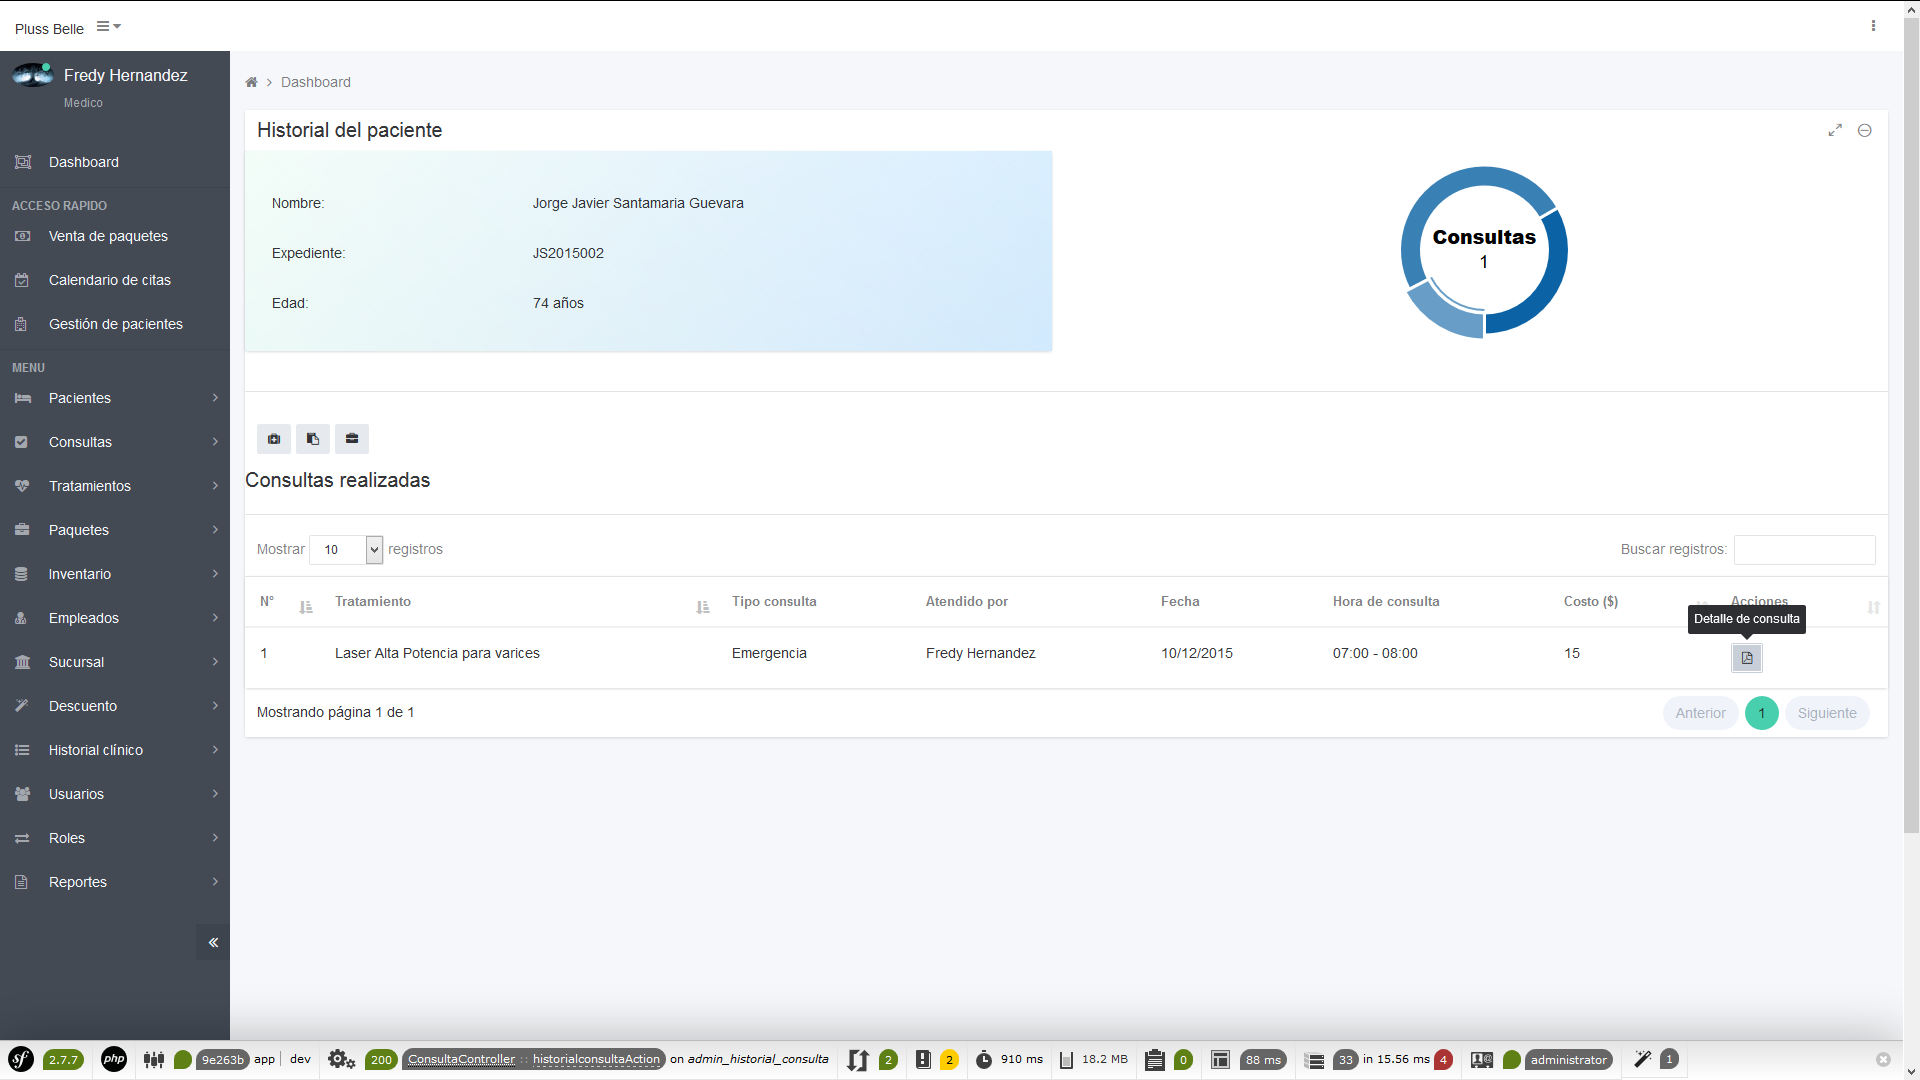 Pluss Belle
Fredy Hernandez
Medico
Dashboard
ACCESO RAPIDO
Venta de paquetes
Calendario de citas
Gestión de pacientes
MENU
Pacientes
Consultas
Tratamientos
Paquetes
Inventario
Empleados
Sucursal
Descuento
Historial clínico
Usuarios
Roles
Reportes
Dashboard
Historial del paciente
Nombre: Jorge Javier Santamaria Guevara
Expediente: JS2015002
Edad: 74 años
Consultas
1
Consultas realizadas
Mostrar 10 registros
Buscar registros:
N° Tratamiento Tipo consulta Atendido por Fecha Hora de consulta Costo ($) Acciones
Detalle de consulta
1 Laser Alta Potencia para varices Emergencia Fredy Hernandez 10/12/2015 07:00 - 08:00 15
Mostrando página 1 de 1
Anterior 1 Siguiente
sf 2.7.7 php 9e263b app dev 200 ConsultaController :: historialconsultaAction on admin_historial_consulta 2 2 910 ms 18.2 MB 0 88 ms 33 in 15.56 ms 4 administrator 1